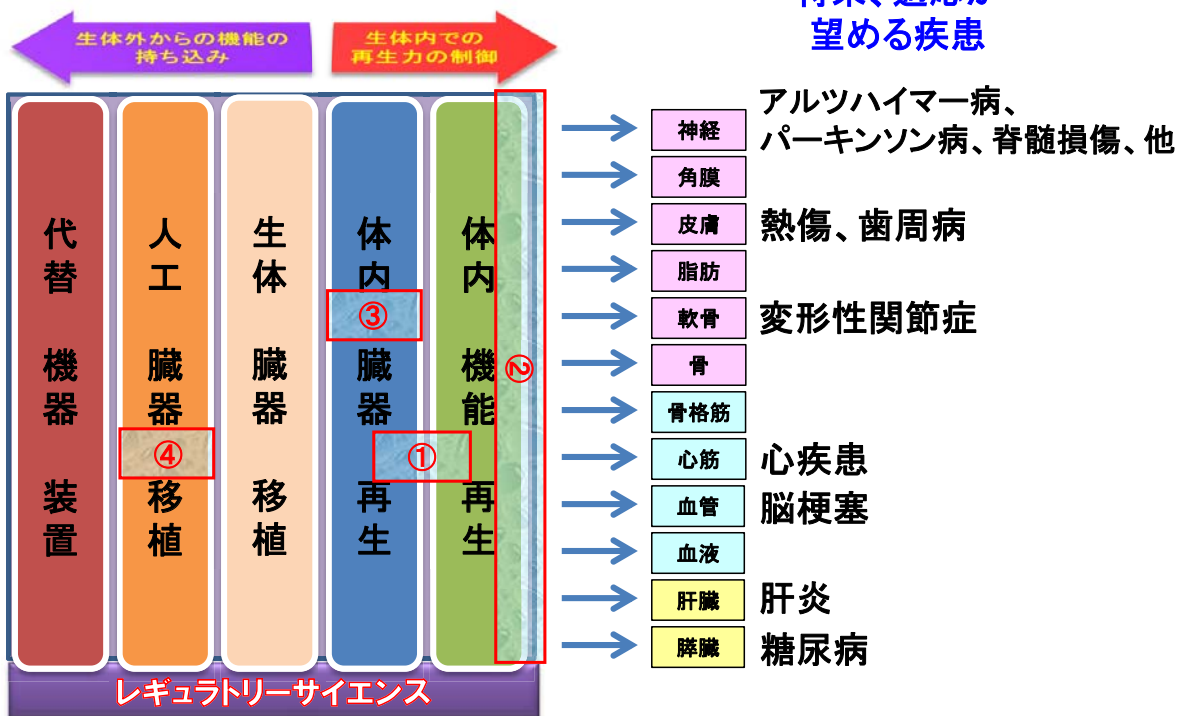 生体外からの機能の
持ち込み
生体内での
再生力の制御
望める疾患
代替 機器 装置
人工 臓器 移植
生体 臓器 移植
体内 臓器 再生
体内 機能 再生
③
②
④
①
レギュラトリーサイエンス
神経
アルツハイマー病、
パーキンソン病、脊髄損傷、他
角膜
皮膚
熱傷、歯周病
脂肪
軟骨
変形性関節症
骨
骨格筋
心筋
心疾患
血管
脳梗塞
血液
肝臓
肝炎
膵臓
糖尿病